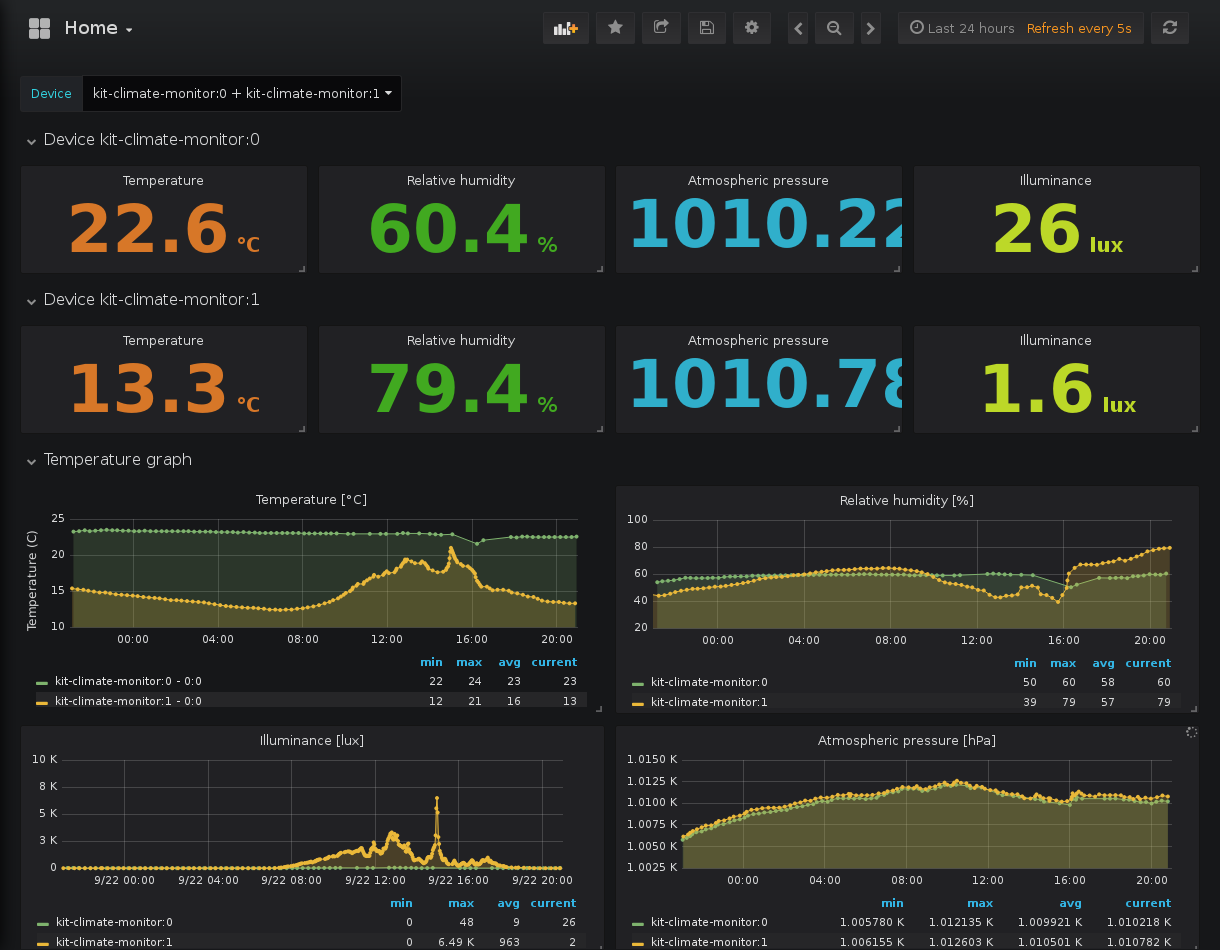 Home
Last 24 hours Refresh every 5s
Device kit-climate-monitor:0 + kit-climate-monitor:1
Device kit-climate-monitor:0
Temperature Relative humidity Atmospheric pressure Illuminance
22.6 °C 60.4 % 1010.22 26 lux
Device kit-climate-monitor:1
Temperature Relative humidity Atmospheric pressure Illuminance
13.3 °C 79.4 % 1010.78 1.6 lux
Temperature graph
Temperature [°C]
Temperature (C)
25
20
15
10
00:00 04:00 08:00 12:00 16:00 20:00
min max avg current
kit-climate-monitor:0 - 0:0 22 24 23 23
kit-climate-monitor:1 - 0:0 12 21 16 13
Relative humidity [%]
100
80
60
40
20
00:00 04:00 08:00 12:00 16:00 20:00
min max avg current
kit-climate-monitor:0 50 60 58 60
kit-climate-monitor:1 39 79 57 79
Illuminance [lux]
10 K
8 K
5 K
3 K
0
9/22 00:00 9/22 04:00 9/22 08:00 9/22 12:00 9/22 16:00 9/22 20:00
min max avg current
kit-climate-monitor:0 0 48 9 26
kit-climate-monitor:1 0 6.49 K 963 2
Atmospheric pressure [hPa]
1.0150 K
1.0125 K
1.0100 K
1.0075 K
1.0050 K
1.0025 K
00:00 04:00 08:00 12:00 16:00 20:00
min max avg current
kit-climate-monitor:0 1.005780 K 1.012135 K 1.009921 K 1.010218 K
kit-climate-monitor:1 1.006155 K 1.012603 K 1.010501 K 1.010782 K